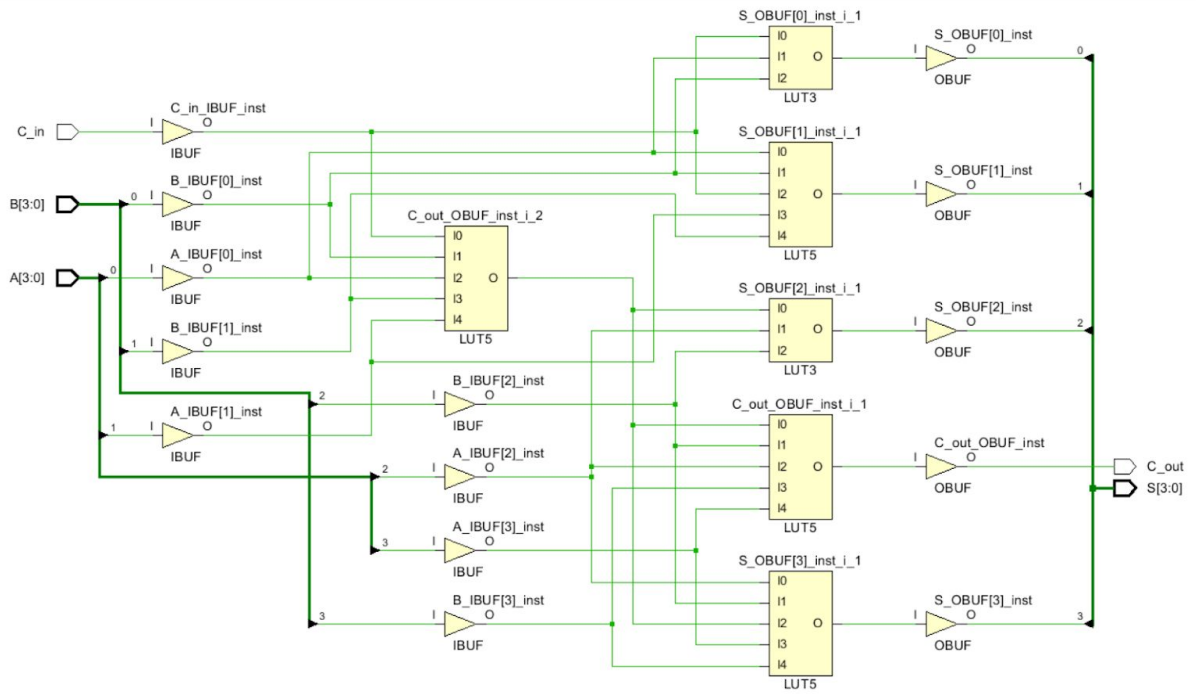 C_in
B[3:0]
A[3:0]
C_in_IBUF_inst
I
O
IBUF
0
B_IBUF[0]_inst
I
O
IBUF
0
A_IBUF[0]_inst
I
O
IBUF
1
B_IBUF[1]_inst
I
O
IBUF
1
A_IBUF[1]_inst
I
O
IBUF
C_out_OBUF_inst_i_2
I0
I1
I2
I3
I4
O
LUT5
2
B_IBUF[2]_inst
I
O
IBUF
2
A_IBUF[2]_inst
I
O
IBUF
3
A_IBUF[3]_inst
I
O
IBUF
3
B_IBUF[3]_inst
I
O
IBUF
S_OBUF[0]_inst_i_1
I0
I1
I2
O
LUT3
S_OBUF[1]_inst_i_1
I0
I1
I2
I3
I4
O
LUT5
S_OBUF[2]_inst_i_1
I0
I1
I2
O
LUT3
C_out_OBUF_inst_i_1
I0
I1
I2
I3
I4
O
LUT5
S_OBUF[3]_inst_i_1
I0
I1
I2
I3
I4
O
LUT5
S_OBUF[0]_inst
I
O
OBUF
0
S_OBUF[1]_inst
I
O
OBUF
1
S_OBUF[2]_inst
I
O
OBUF
2
C_out_OBUF_inst
I
O
OBUF
S_OBUF[3]_inst
I
O
OBUF
3
C_out
S[3:0]